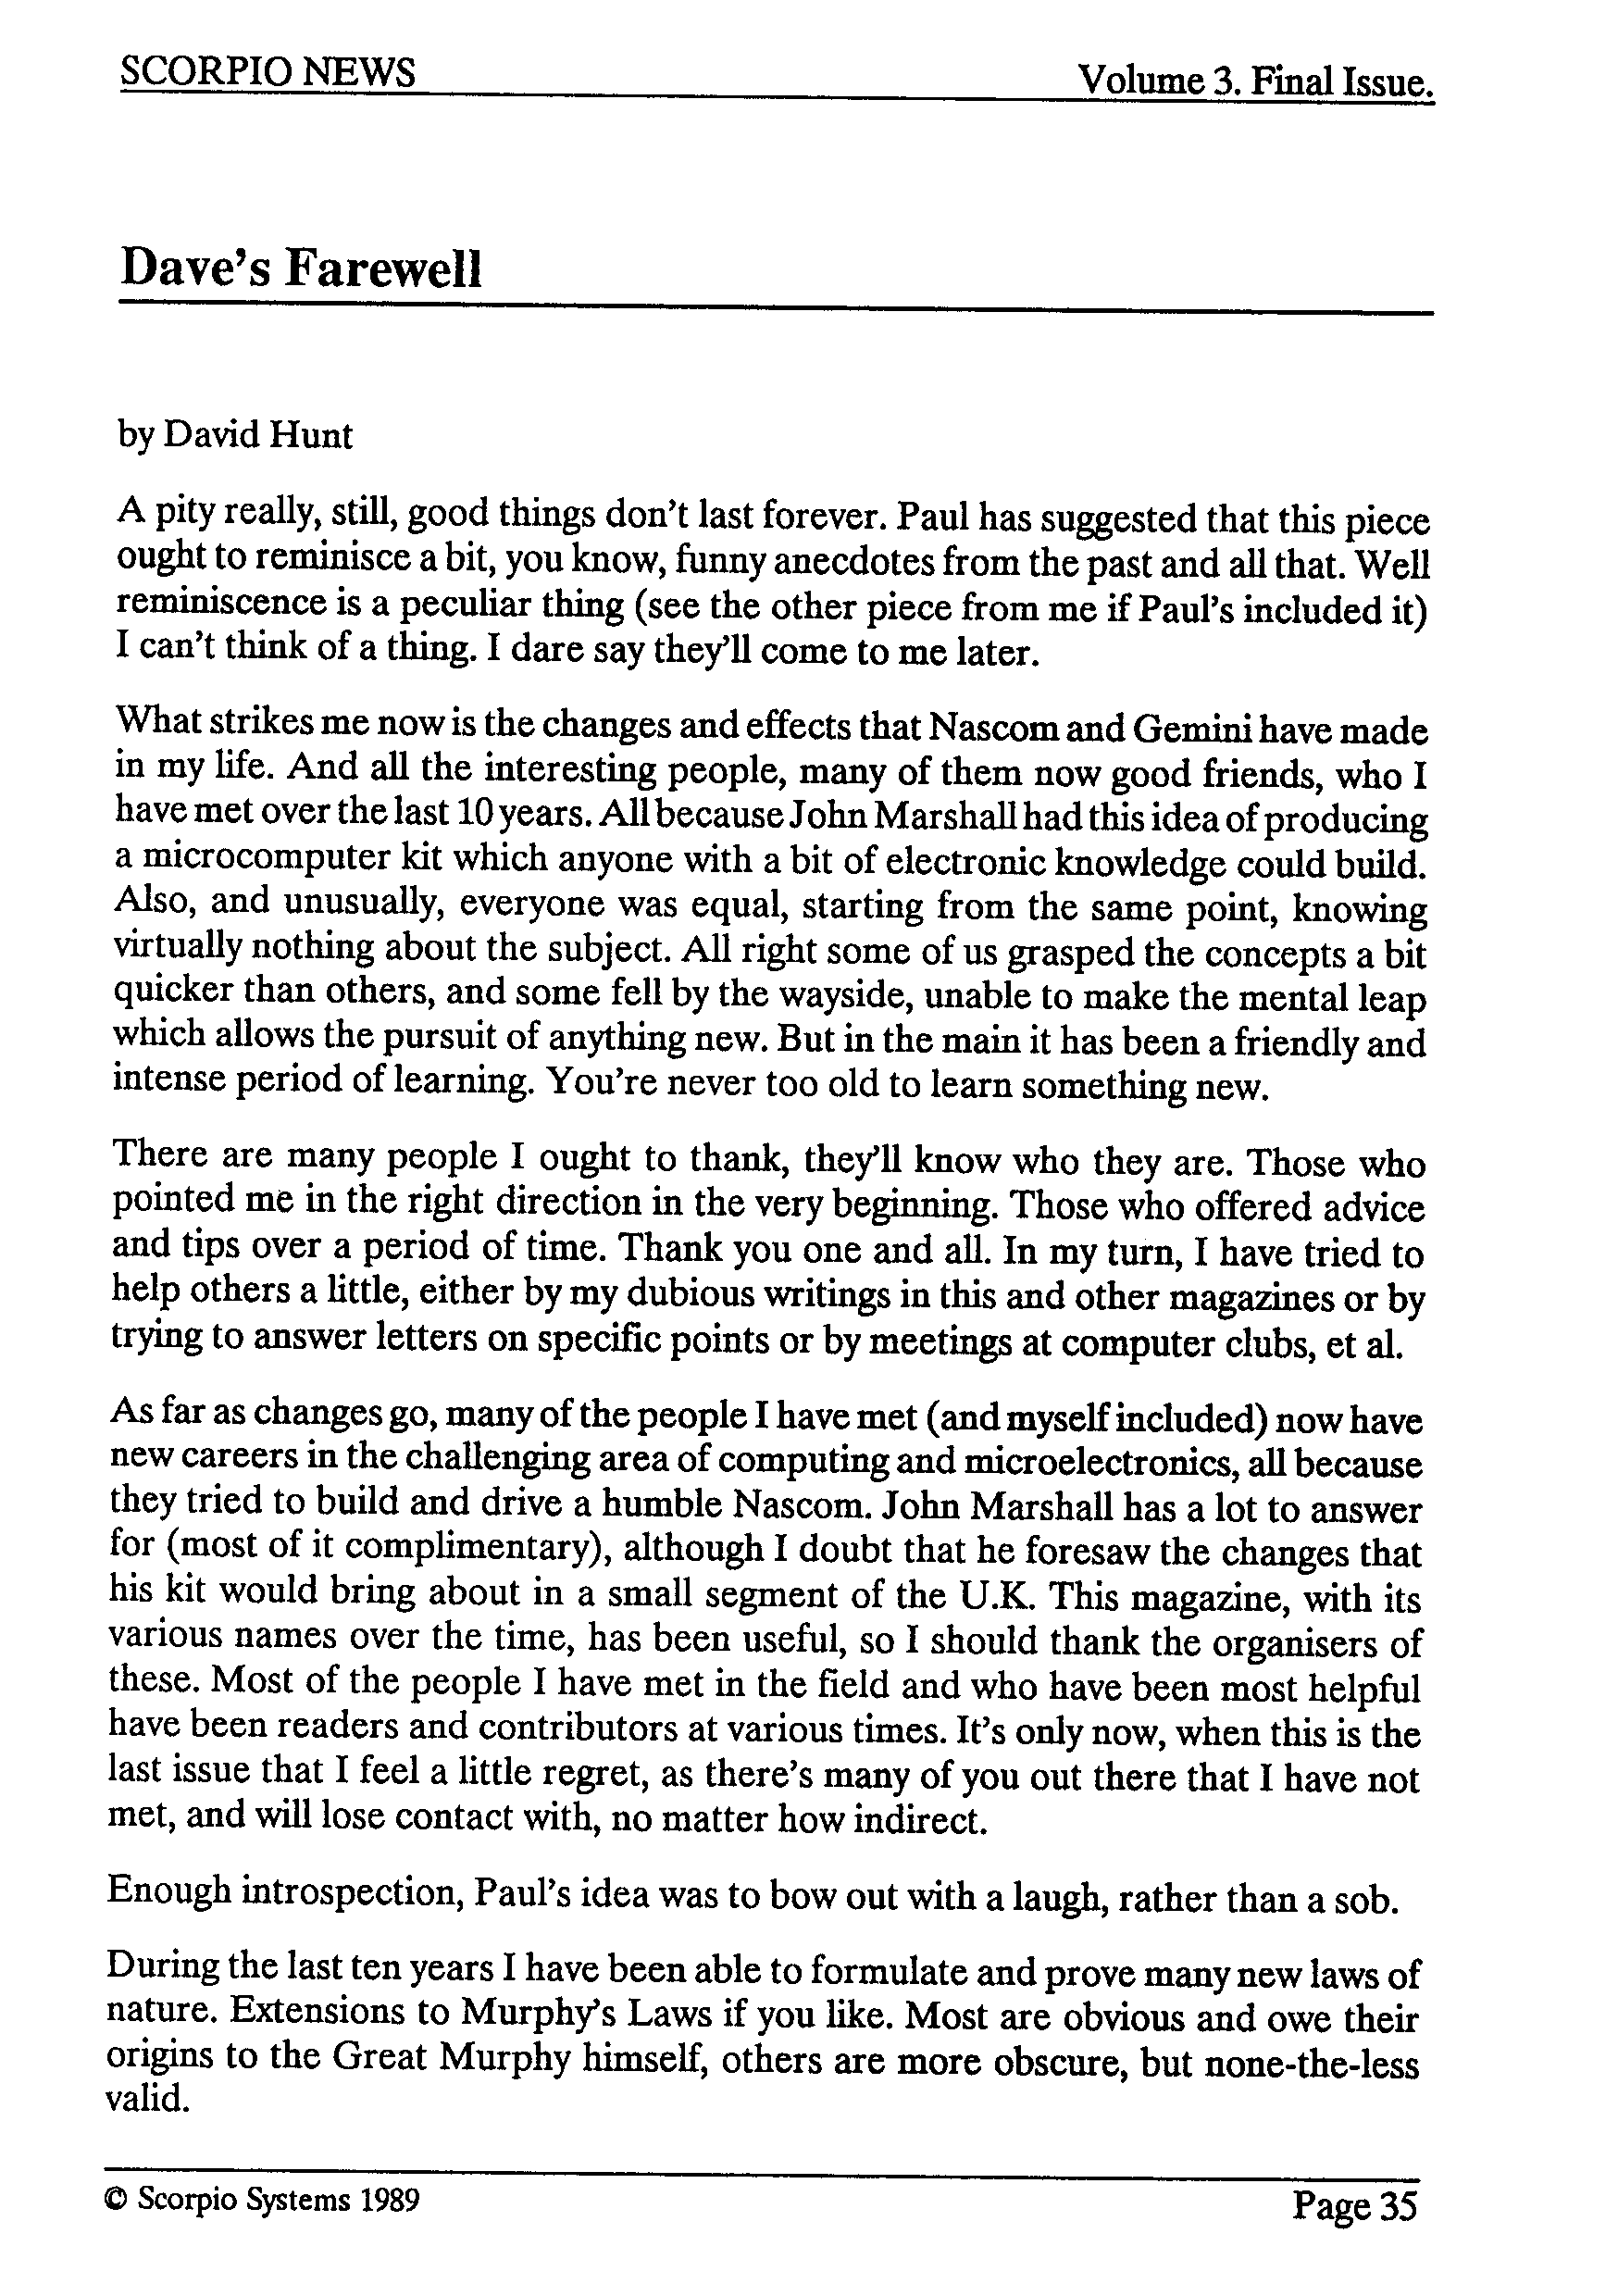 SCORPIO NEWS Volume 3. Final Issue.
Dave's Farewell
by David Hunt
A pity really, still, good things don't last forever. Paul has suggested that this piece
ought to reminisce a bit, you know, funny anecdotes from the past and all that. Well
reminiscence is a peculiar thing (see the other piece from me if Paul's included it)
I can't think of a thing. I dare say they'll come to me later.
What strikes me now is the changes and effects that Nascom and Gemini have made
in my life. And all the interesting people, many of them now good friends, who I
have met over the last 10 years. All because John Marshall had this idea of producing
a microcomputer kit which anyone with a bit of electronic knowledge could build.
Also, and unusually, everyone was equal, starting from the same point, knowing
virtually nothing about the subject. All right some of us grasped the concepts a bit
quicker than others, and some fell by the wayside, unable to make the mental leap
which allows the pursuit of anything new. But in the main it has been a friendly and
intense period of learning. You're never too old to learn something new.
There are many people I ought to thank, they'll know who they are. Those who
pointed me in the right direction in the very beginning. Those who offered advice
and tips over a period of time. Thank you one and all. In my turn, I have tried to
help others a little, either by my dubious writings in this and other magazines or by
trying to answer letters on specific points or by meetings at computer clubs, et al.
As far as changes go, many of the people I have met (and myself included) now have
new careers in the challenging area of computing and microelectronics, all because
they tried to build and drive a humble Nascom. John Marshall has a lot to answer
for (most of it complimentary), although I doubt that he foresaw the changes that
his kit would bring about in a small segment of the U.K. This magazine, with its
various names over the time, has been useful, so I should thank the organisers of
these. Most of the people I have met in the field and who have been most helpful
have been readers and contributors at various times. It's only now, when this is the
last issue that I feel a little regret, as there's many of you out there that I have not
met, and will lose contact with, no matter how indirect.
Enough introspection, Paul's idea was to bow out with a laugh, rather than a sob.
During the last ten years I have been able to formulate and prove many new laws of
nature. Extensions to Murphy's Laws if you like. Most are obvious and owe their
origins to the Great Murphy himself, others are more obscure, but none-the-less
valid.
© Scorpio Systems 1989 Page 35